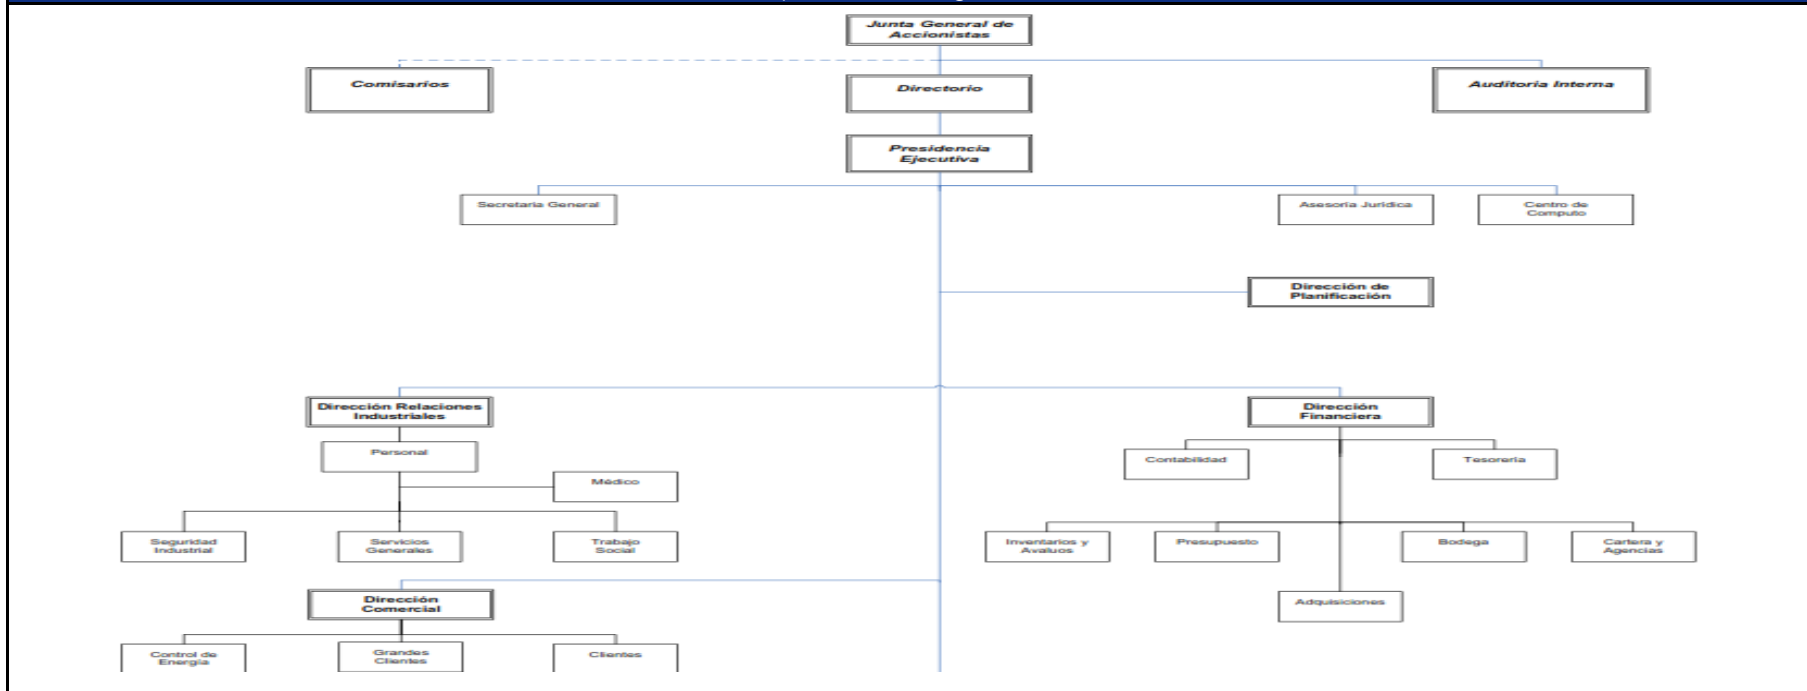 Junta General de
Accionistas
Comisarios
Directorio
Auditoria Interna
Presidencia
Ejecutiva
Secretaria General
Asesoría Jurídica
Centro de
Computo
Dirección de
Planificación
Dirección Relaciones
Industriales
Dirección
Financiera
Personal
Contabilidad
Tesorería
Médico
Seguridad
Industrial
Servicios
Generales
Trabajo
Social
Inventarios y
Avaluos
Presupuesto
Bodega
Cartera y
Agencias
Dirección
Comercial
Adquisiciones
Control de
Energía
Grandes
Clientes
Clientes